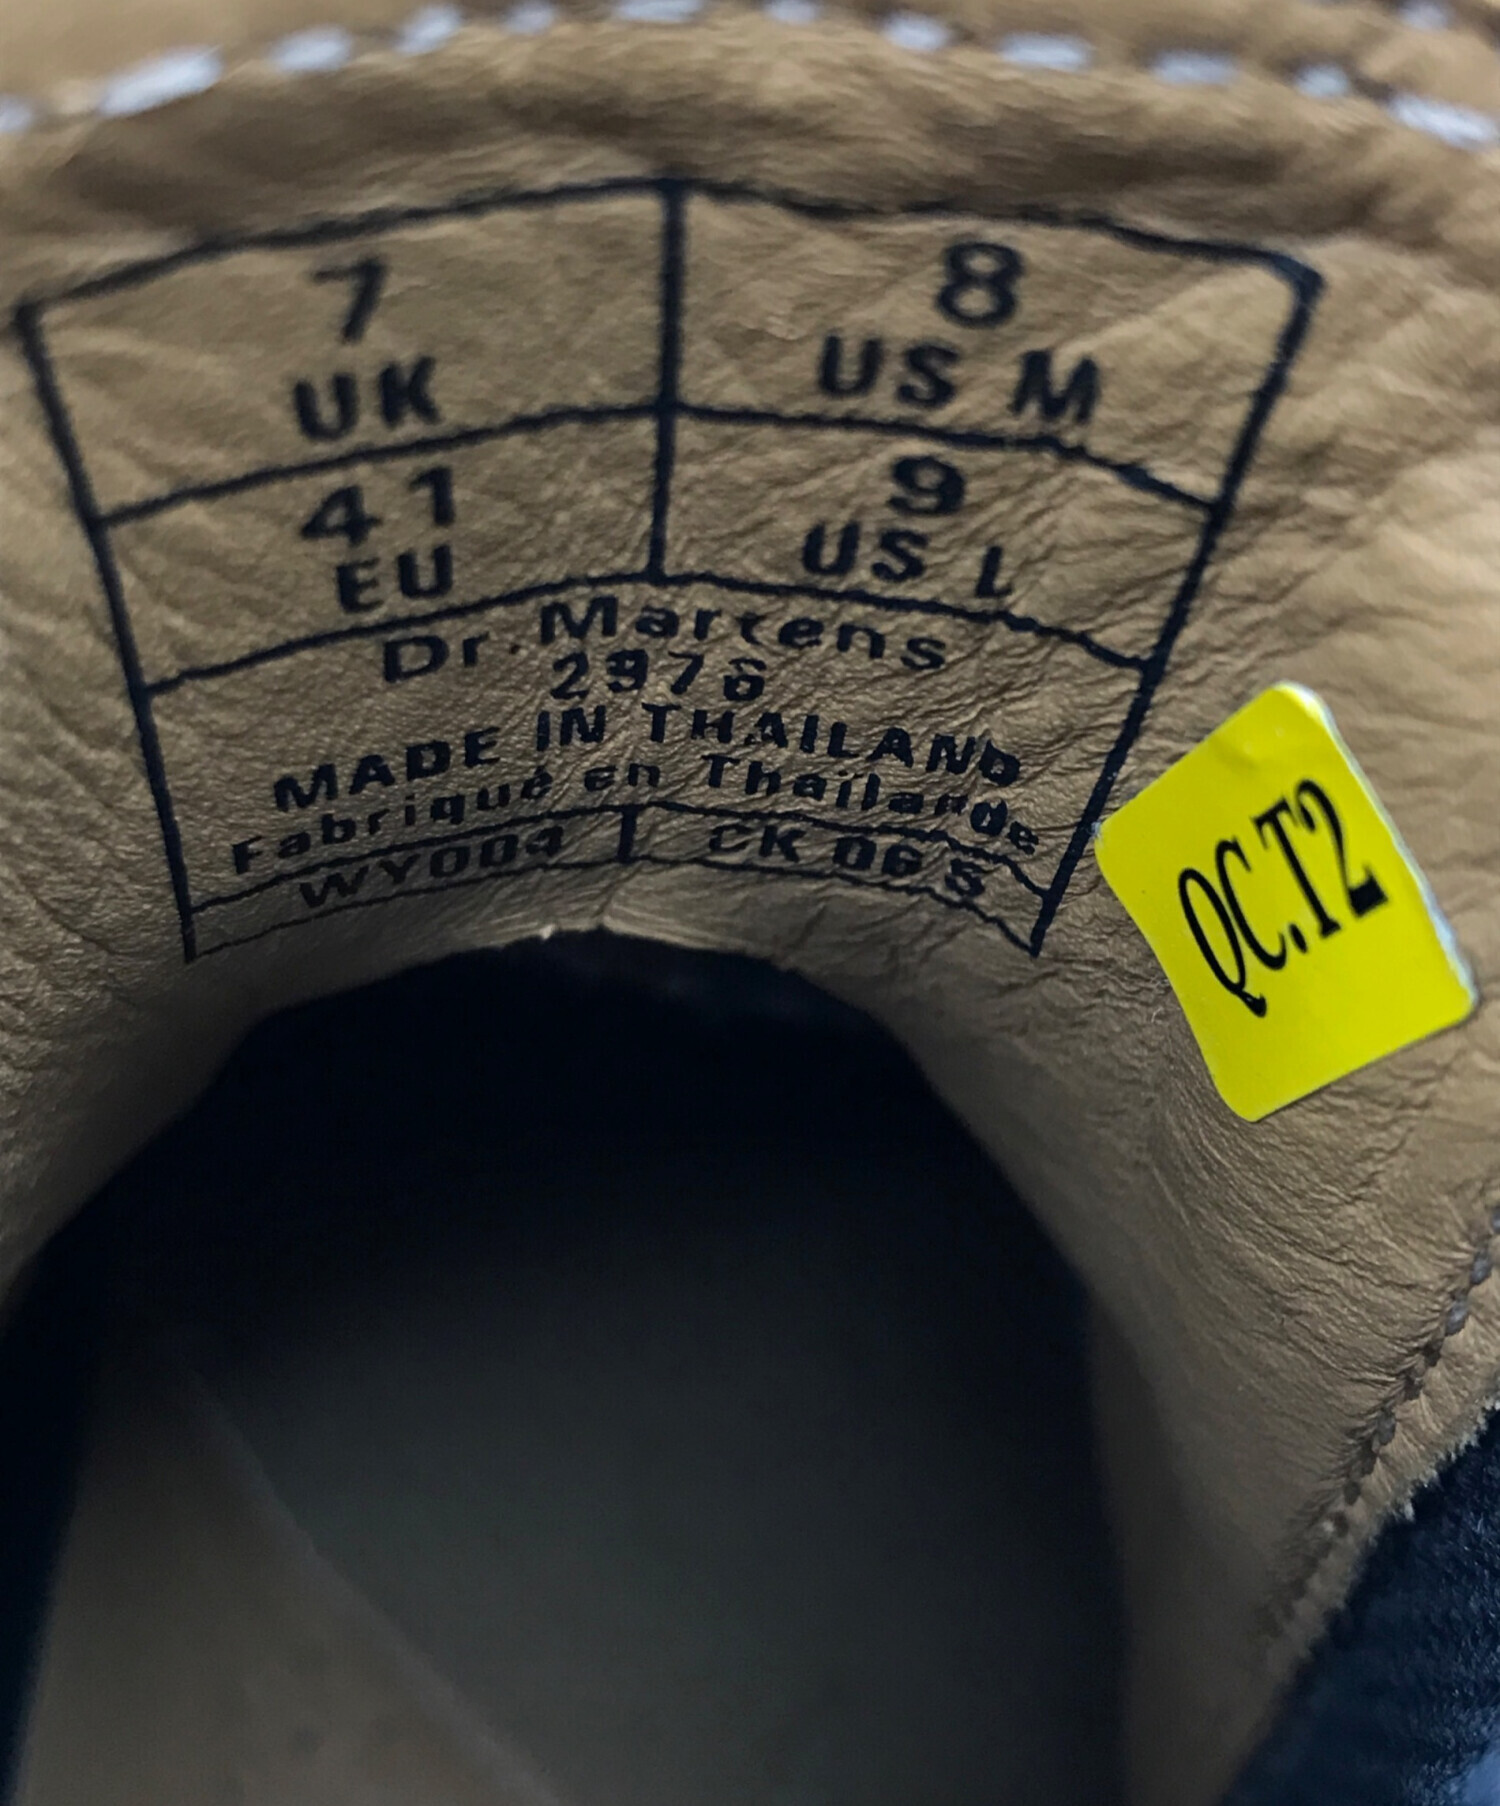 7
UK
8
US M
41
EU
9
US L
Dr. Martens
2976
MADE IN THAILAND
Fabriqué en Thaïlande
WY004
CK 06 S
QC.T2